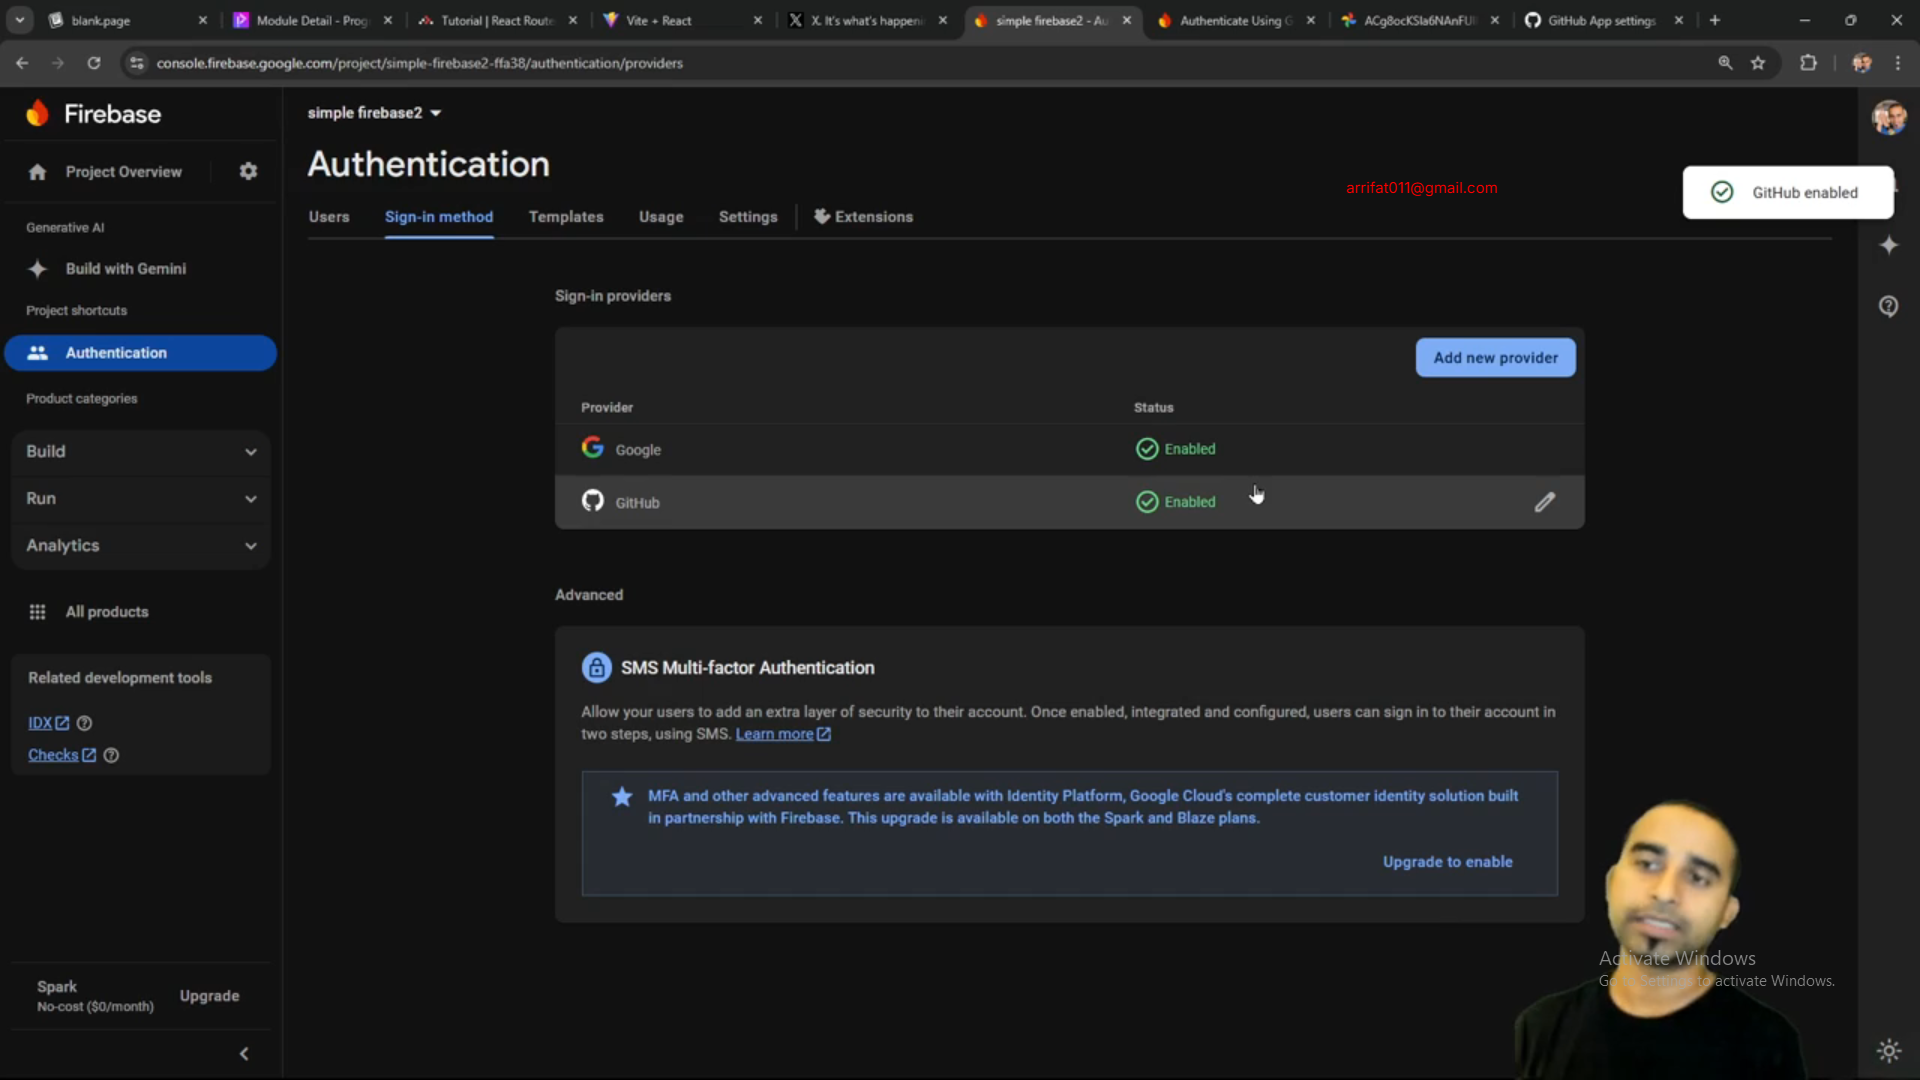 blank.page
Module Detail - Prog
Tutorial | React Route
Vite + React
X. It's what's happeni
simple firebase2 - Au
Authenticate Using G
ACg8ocKSla6NAnFUI
GitHub App settings
console.firebase.google.com/project/simple-firebase2-ffa38/authentication/providers
Firebase
simple firebase2
Project Overview
Authentication
arrifat011@gmail.com
GitHub enabled
Users
Sign-in method
Templates
Usage
Settings
Extensions
Generative AI
Build with Gemini
Project shortcuts
Authentication
Product categories
Build
Run
Analytics
All products
Related development tools
IDX
Checks
Spark
No-cost ($0/month)
Upgrade
Sign-in providers
Add new provider
Provider
Status
Google
Enabled
GitHub
Enabled
Advanced
SMS Multi-factor Authentication
Allow your users to add an extra layer of security to their account. Once enabled, integrated and configured, users can sign in to their account in
two steps, using SMS. Learn more
MFA and other advanced features are available with Identity Platform, Google Cloud's complete customer identity solution built
in partnership with Firebase. This upgrade is available on both the Spark and Blaze plans.
Upgrade to enable
Activate Windows
Go to Settings to activate Windows.